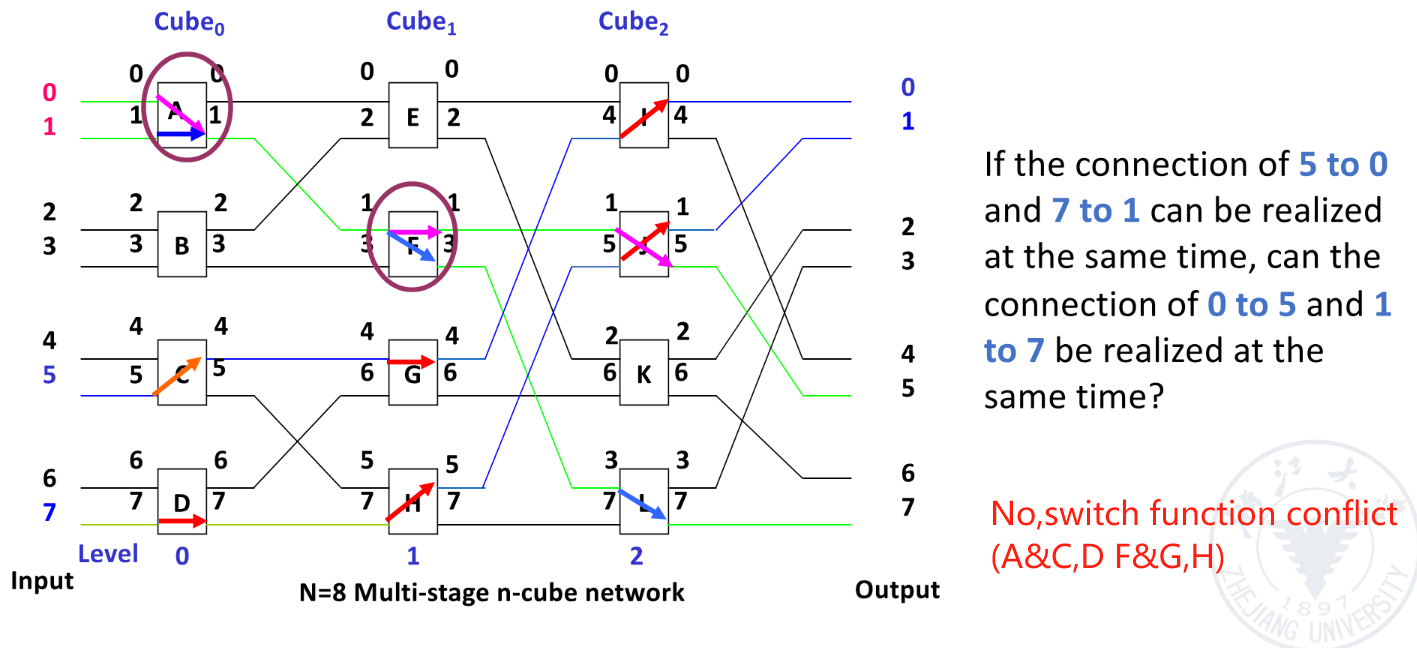 Cube0 Cube1 Cube2
0 0 0 0 0 0 0 0
A E I
1 1 1 2 2 4 4 1
2 2 2 1 1 1 1 2
B F J
3 3 3 3 3 5 5 3
4 4 4 4 4 2 2 4
C G K
5 5 5 6 6 6 6 5
6 6 6 5 5 3 3 6
D H L
7 7 7 7 7 7 7 7
Level 0 1 2
Input N=8 Multi-stage n-cube network Output
If the connection of 5 to 0
and 7 to 1 can be realized
at the same time, can the
connection of 0 to 5 and 1
to 7 be realized at the
same time?
No,switch function conflict
(A&C,D F&G,H)
1897
ZHEJIANG UNIVERSITY